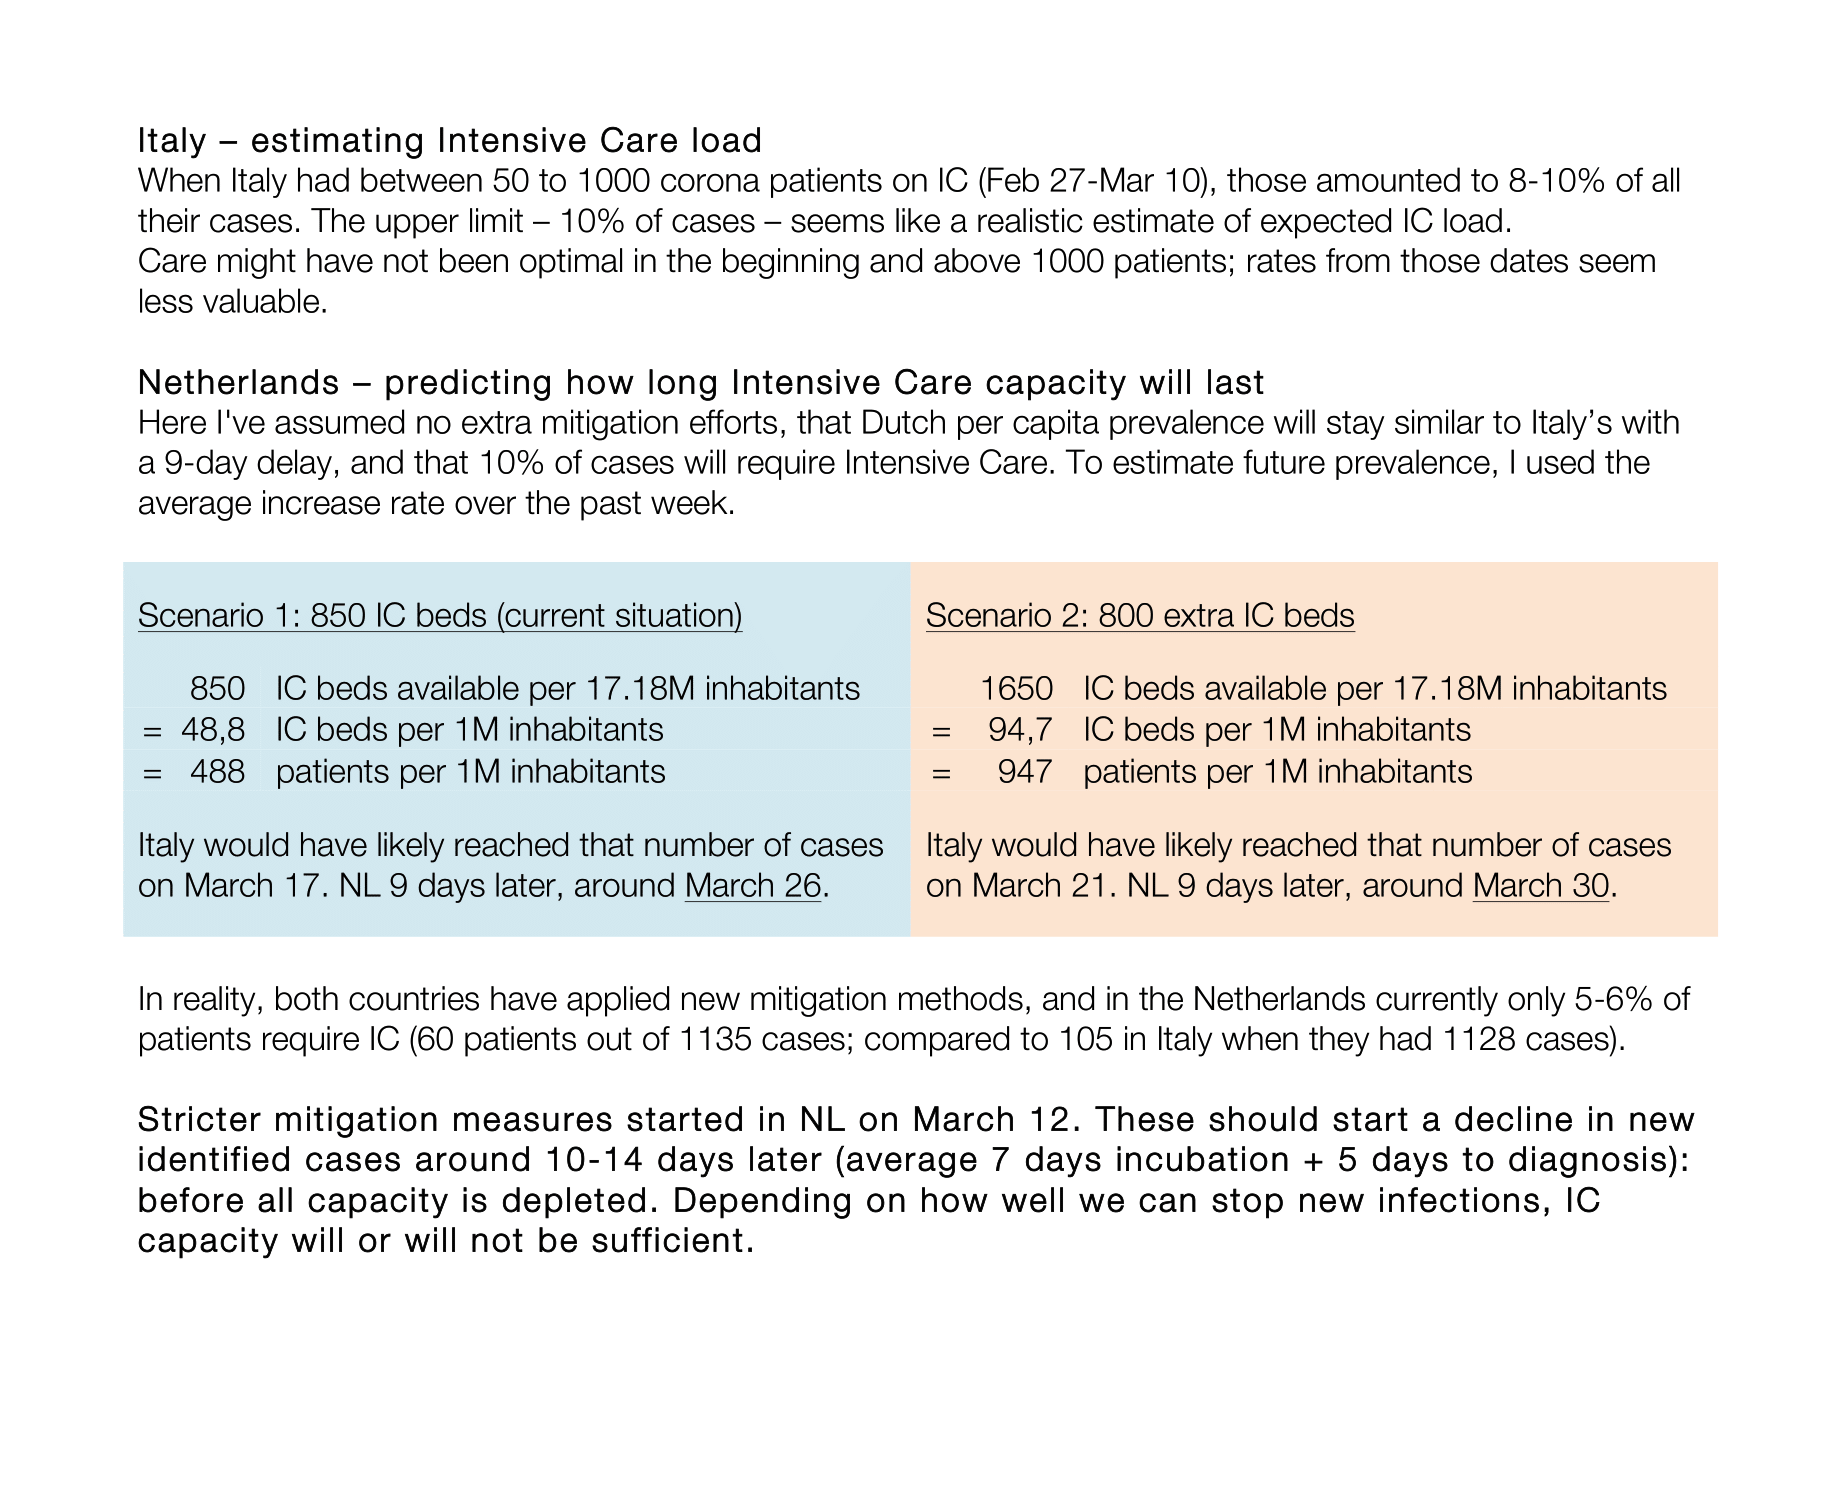 Italy – estimating Intensive Care load
When Italy had between 50 to 1000 corona patients on IC (Feb 27-Mar 10), those amounted to 8-10% of all
their cases. The upper limit – 10% of cases – seems like a realistic estimate of expected IC load.
Care might have not been optimal in the beginning and above 1000 patients; rates from those dates seem
less valuable.
Netherlands – predicting how long Intensive Care capacity will last
Here I've assumed no extra mitigation efforts, that Dutch per capita prevalence will stay similar to Italy’s with
a 9-day delay, and that 10% of cases will require Intensive Care. To estimate future prevalence, I used the
average increase rate over the past week.
Scenario 1: 850 IC beds (current situation)
850 IC beds available per 17.18M inhabitants
= 48,8 IC beds per 1M inhabitants
= 488 patients per 1M inhabitants
Italy would have likely reached that number of cases
on March 17. NL 9 days later, around March 26.
Scenario 2: 800 extra IC beds
1650 IC beds available per 17.18M inhabitants
= 94,7 IC beds per 1M inhabitants
= 947 patients per 1M inhabitants
Italy would have likely reached that number of cases
on March 21. NL 9 days later, around March 30.
In reality, both countries have applied new mitigation methods, and in the Netherlands currently only 5-6% of
patients require IC (60 patients out of 1135 cases; compared to 105 in Italy when they had 1128 cases).
Stricter mitigation measures started in NL on March 12. These should start a decline in new
identified cases around 10-14 days later (average 7 days incubation + 5 days to diagnosis):
before all capacity is depleted. Depending on how well we can stop new infections, IC
capacity will or will not be sufficient.